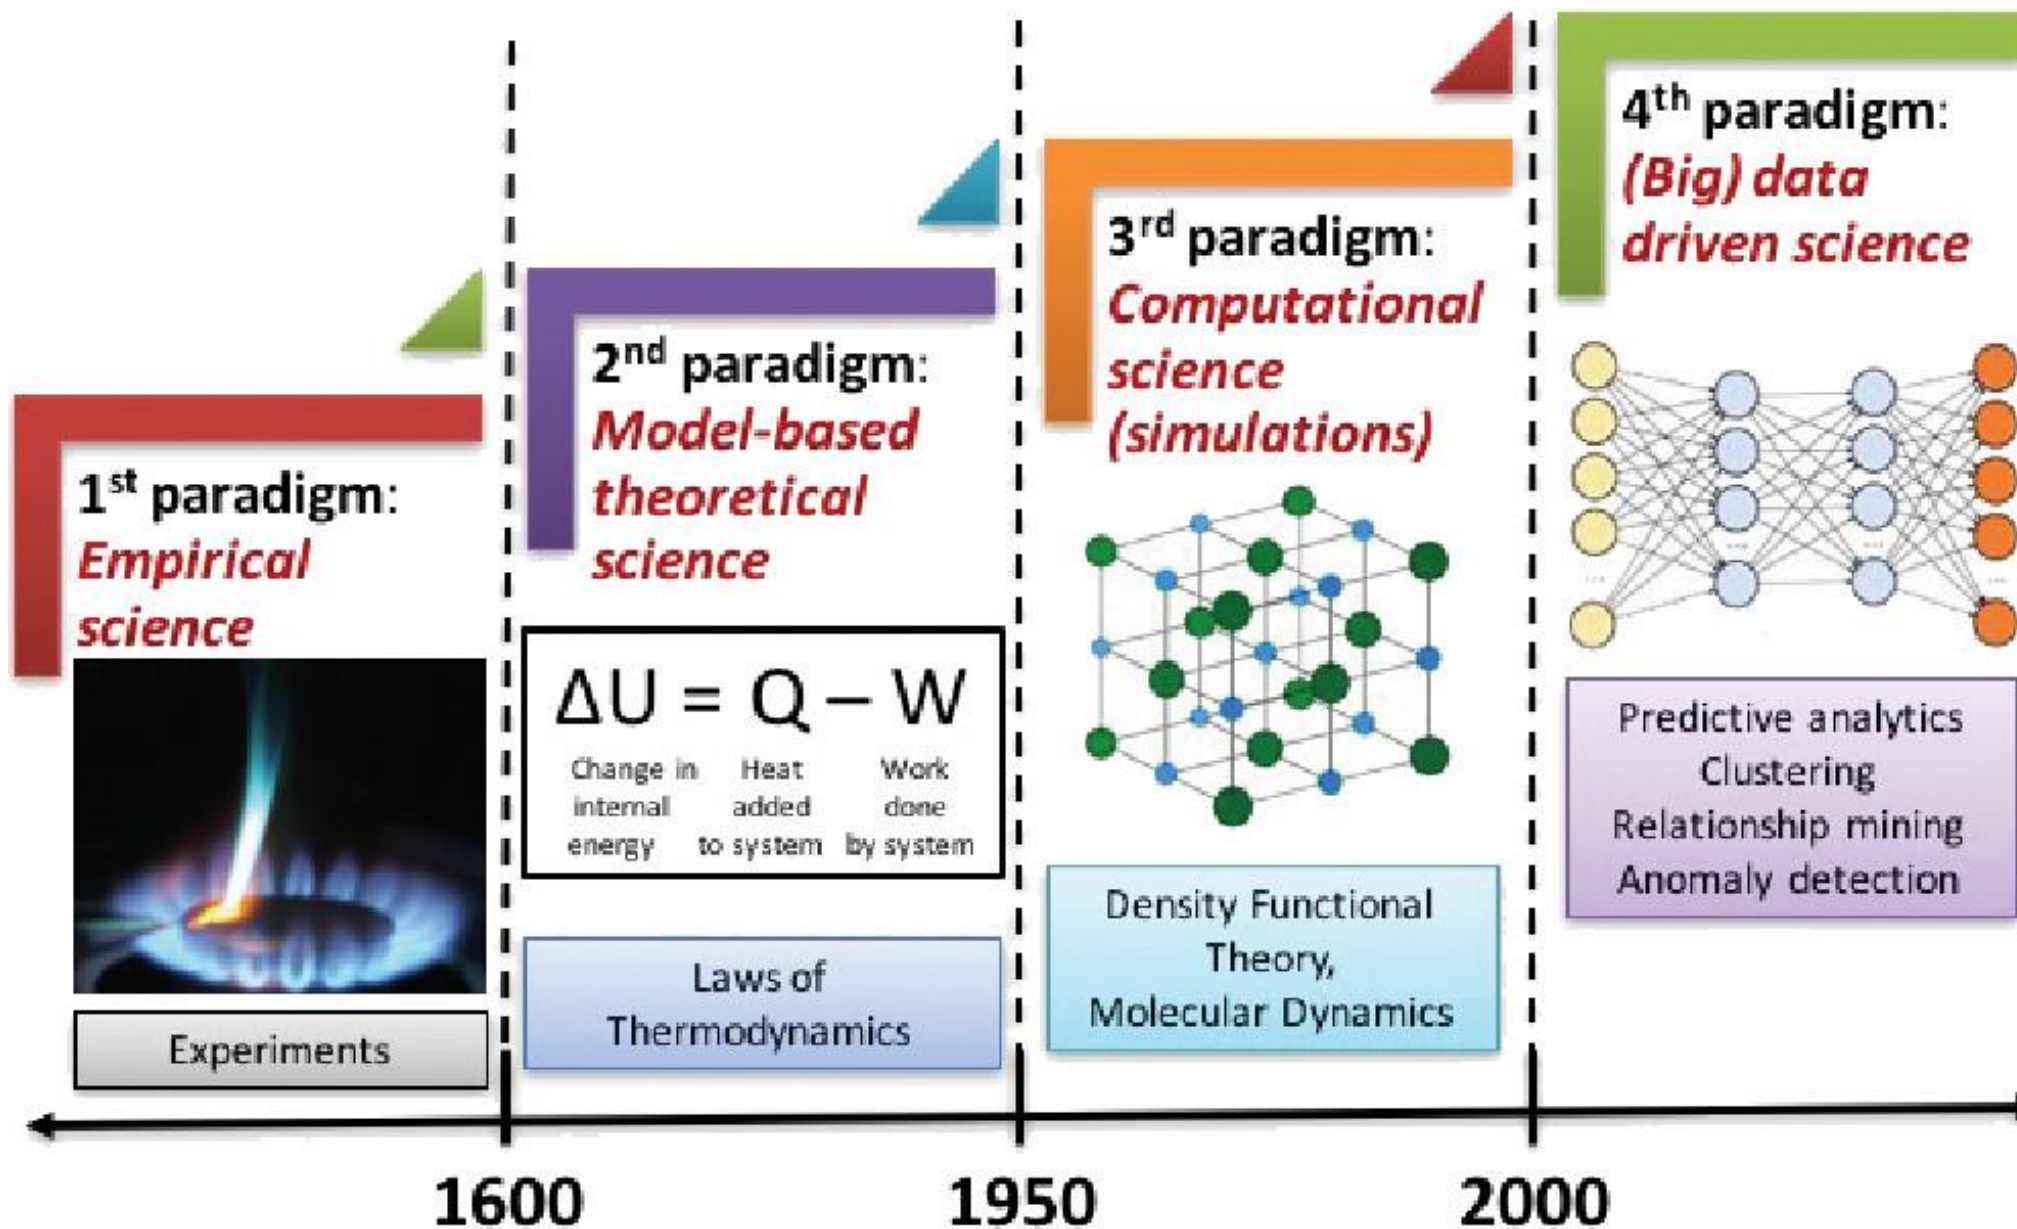 1st paradigm:
Empirical
science
Experiments
2nd paradigm:
Model-based
theoretical
science
ΔU = Q – W
Change in internal energy
Heat added to system
Work done by system
Laws of
Thermodynamics
3rd paradigm:
Computational
science
(simulations)
Density Functional
Theory,
Molecular Dynamics
4th paradigm:
(Big) data
driven science
Predictive analytics
Clustering
Relationship mining
Anomaly detection
1600
1950
2000